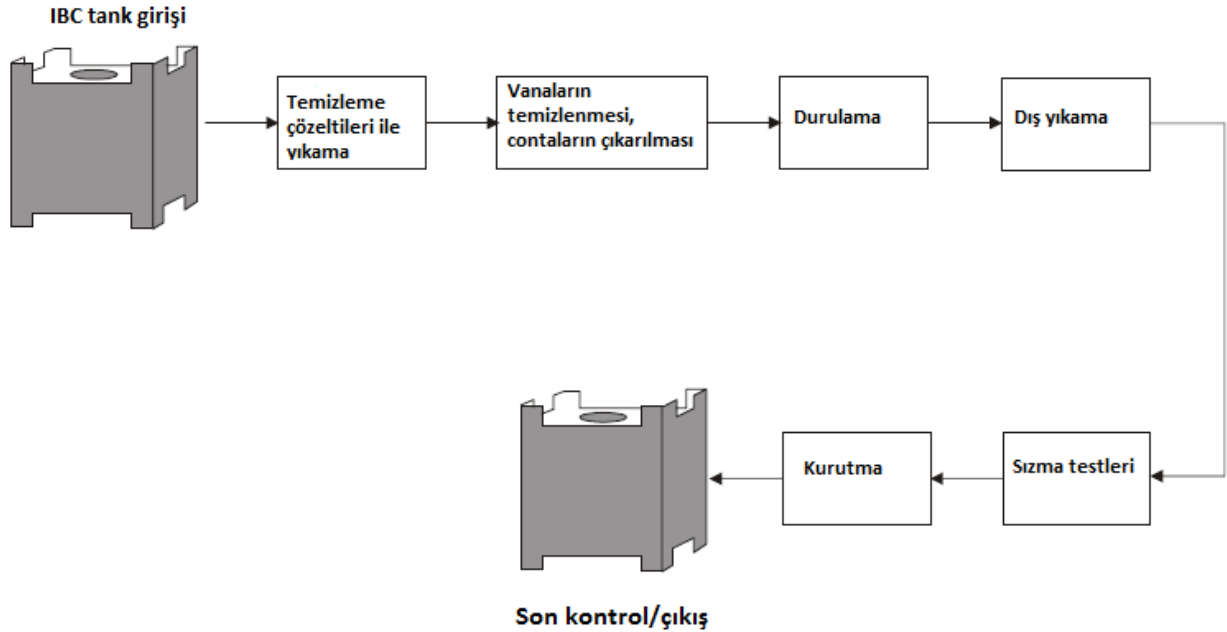 IBC tank girişi
Temizleme
çözeltileri ile
yıkama
Vanaların
temizlenmesi,
contaların çıkarılması
Durulama
Dış yıkama
Sızma testleri
Kurutma
Son kontrol/çıkış